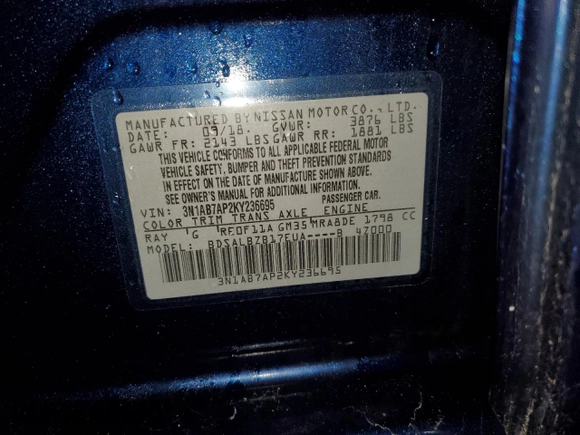 MANUFACTURED BY NISSAN MOTOR CO., LTD.
DATE: 09/18. GVWR: 3876 LBS
GAWR FR: 2143 LBS GAWR RR: 1881 LBS
THIS VEHICLE CONFORMS TO ALL APPLICABLE FEDERAL MOTOR
VEHICLE SAFETY, BUMPER AND THEFT PREVENTION STANDARDS
IN EFFECT ON THE DATE OF MANUFACTURE SHOWN ABOVE.
SEE OWNER'S MANUAL FOR ADDITIONAL INFORMATION.
VIN: 3N1AB7AP2KY236695 PASSENGER CAR.
COLOR TRIM TRANS AXLE ENGINE
RAY G RE0F11A GM35 MRA8DE 1798 CC
MODEL: BDSALBZB17EUA----B 47000
3N1AB7AP2KY236695